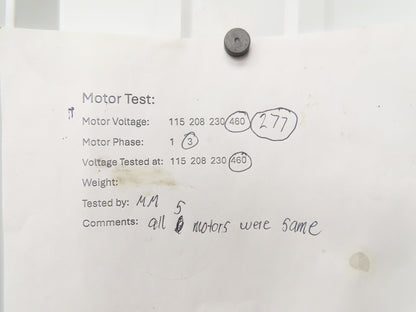 Motor Test:
Motor Voltage: 115 208 230 460 277
Motor Phase: 1 3
Voltage Tested at: 115 208 230 460
Weight:
Tested by: MM
Comments: all 5 motors were same